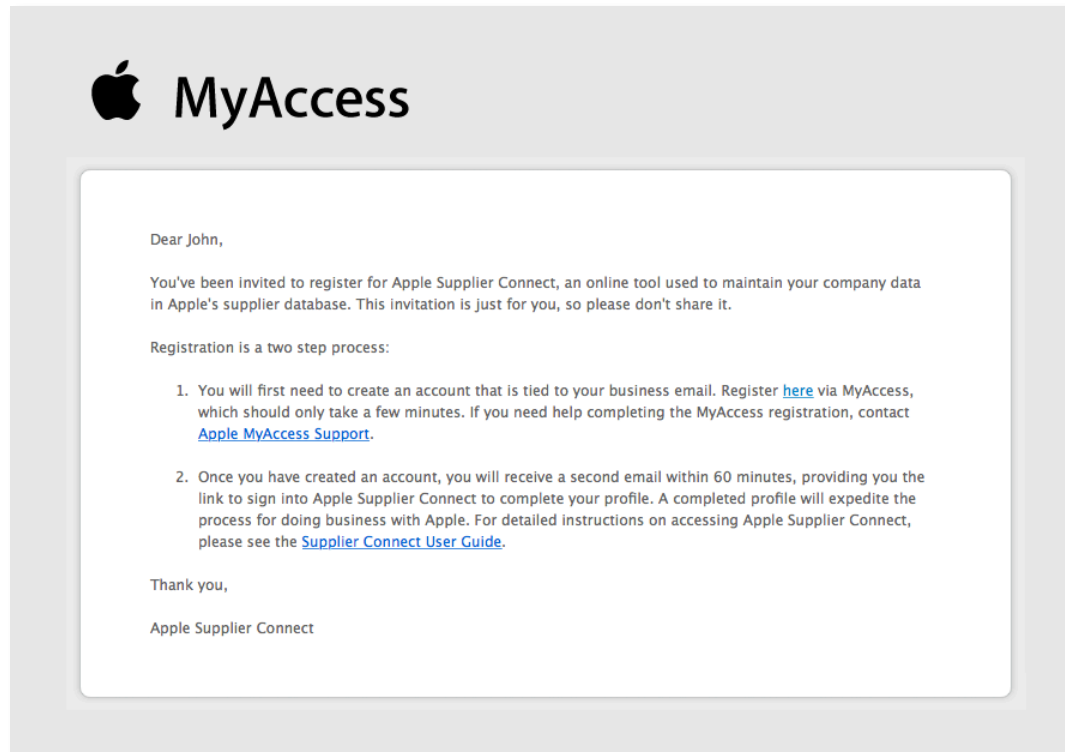 MyAccess
Dear John,
You've been invited to register for Apple Supplier Connect, an online tool used to maintain your company data
in Apple's supplier database. This invitation is just for you, so please don't share it.
Registration is a two step process:
1. You will first need to create an account that is tied to your business email. Register here via MyAccess,
which should only take a few minutes. If you need help completing the MyAccess registration, contact
Apple MyAccess Support.
2. Once you have created an account, you will receive a second email within 60 minutes, providing you the
link to sign into Apple Supplier Connect to complete your profile. A completed profile will expedite the
process for doing business with Apple. For detailed instructions on accessing Apple Supplier Connect,
please see the Supplier Connect User Guide.
Thank you,
Apple Supplier Connect